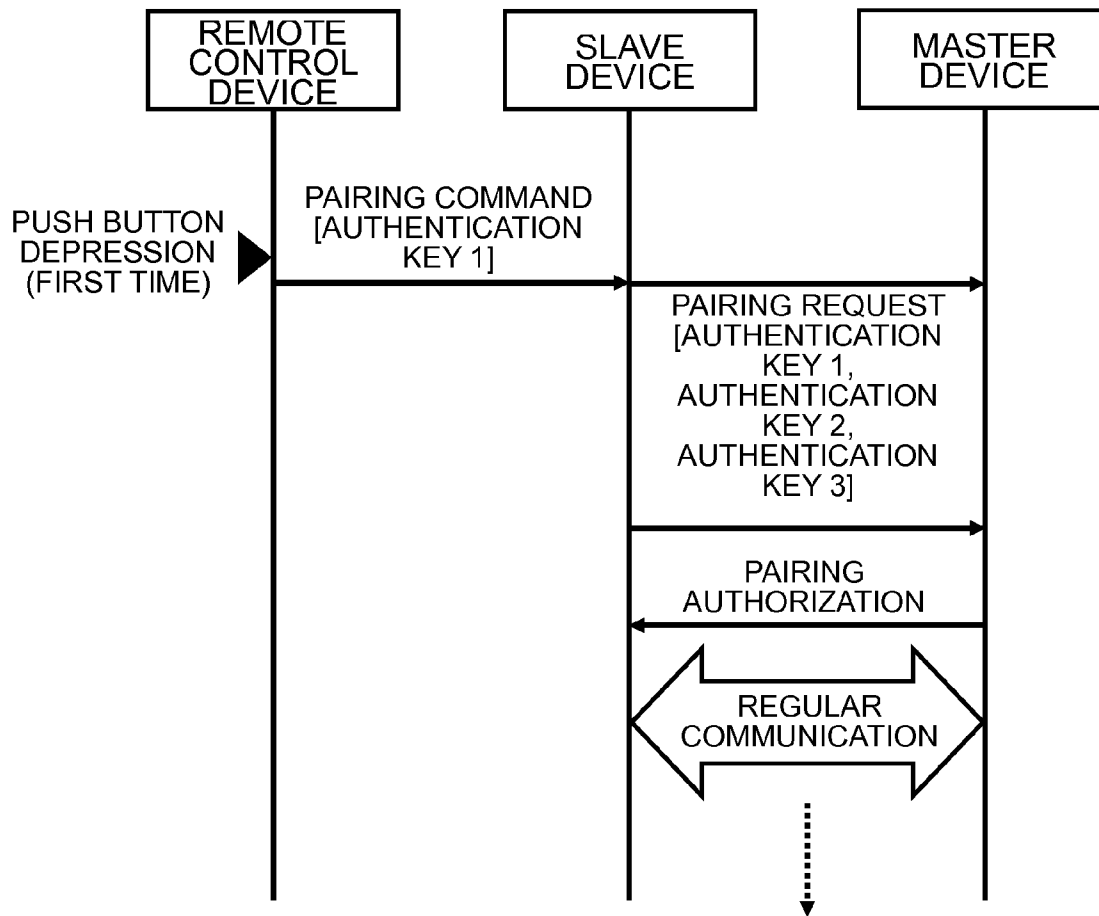 REMOTE
CONTROL
DEVICE
SLAVE
DEVICE
MASTER
DEVICE
PUSH BUTTON
DEPRESSION
(FIRST TIME)
PAIRING COMMAND
[AUTHENTICATION
KEY 1]
PAIRING REQUEST
[AUTHENTICATION
KEY 1,
AUTHENTICATION
KEY 2,
AUTHENTICATION
KEY 3]
PAIRING
AUTHORIZATION
REGULAR
COMMUNICATION